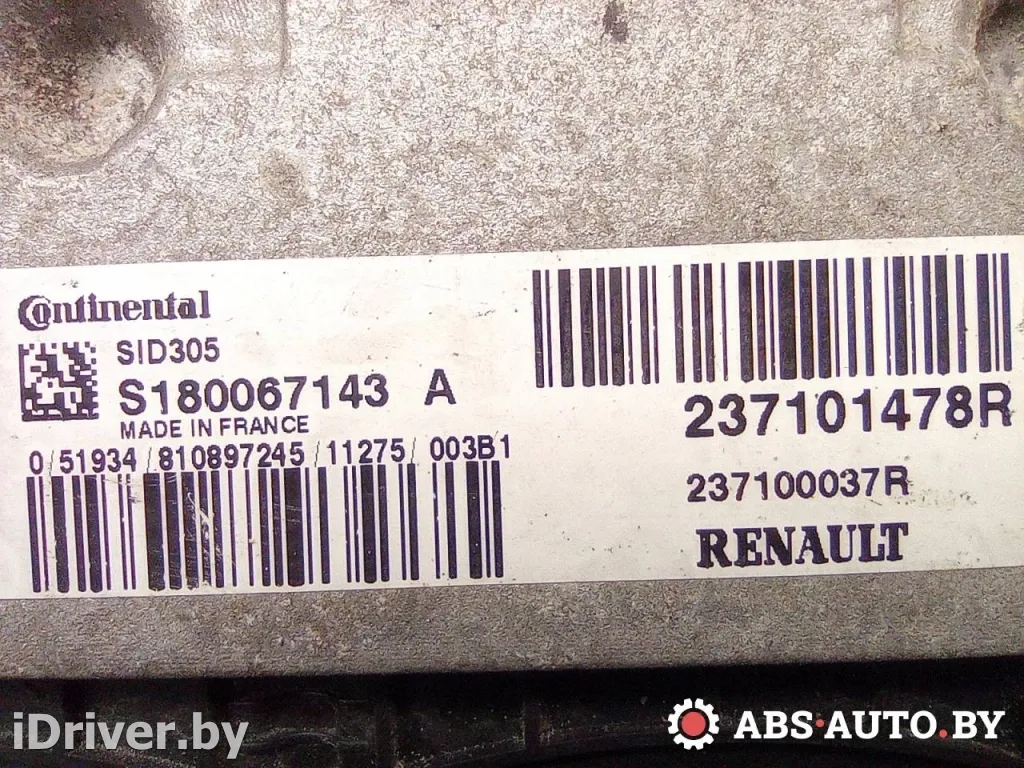 Continental
SID305
S180067143 A
MADE IN FRANCE
0/51934/810897245/11275/003B1
237101478R
237100037R
RENAULT
iDriver.by
ABS-AUTO.BY